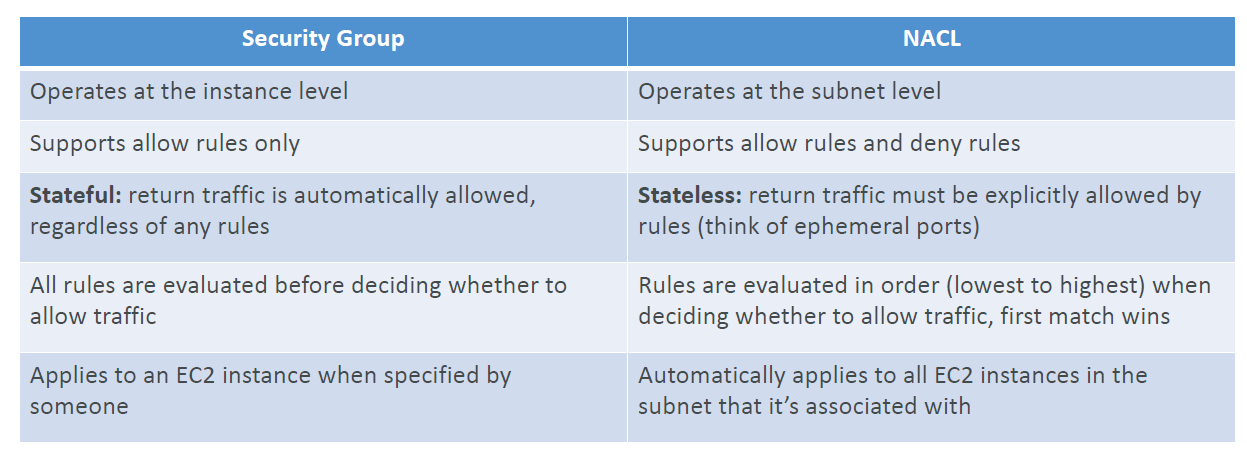 Security Group
NACL
Operates at the instance level
Operates at the subnet level
Supports allow rules only
Supports allow rules and deny rules
Stateful: return traffic is automatically allowed,
regardless of any rules
Stateless: return traffic must be explicitly allowed by
rules (think of ephemeral ports)
All rules are evaluated before deciding whether to
allow traffic
Rules are evaluated in order (lowest to highest) when
deciding whether to allow traffic, first match wins
Applies to an EC2 instance when specified by
someone
Automatically applies to all EC2 instances in the
subnet that it’s associated with